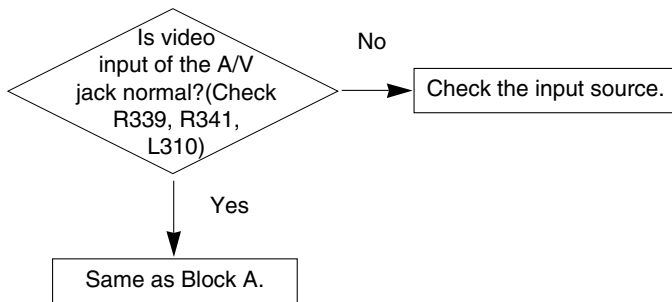 Is video
input of the A/V
jack normal?(Check
R339, R341,
L310)
No
Check the input source.
Yes
Same as Block A.